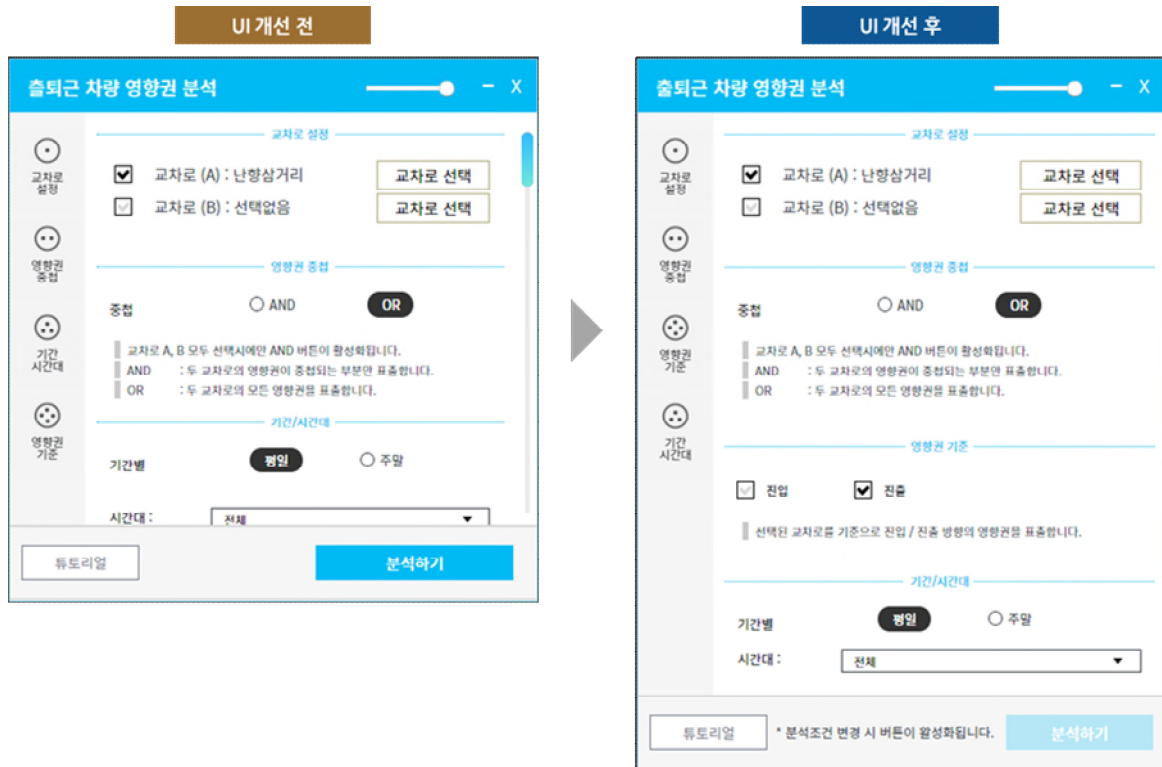 UI 개선 전
즐퇴근 차량 영향권 분석
— X
교차로 설정
교차로
설정
교차로 (A) : 난향삼거리
교차로 선택
교차로 (B) : 선택없음
교차로 선택
영향권
중첩
영향권 중첩
중첩
AND
OR
기간
시간대
교차로 A, B 모두 선택시에만 AND 버튼이 활성화됩니다.
AND : 두 교차로의 영향권이 중첩되는 부분만 표출합니다.
OR : 두 교차로의 모든 영향권을 표출합니다.
영향권
기준
기간/시간대
기간별
평일
주말
시간대 :
전체
튜토리얼
분석하기
UI 개선 후
출퇴근 차량 영향권 분석
— X
교차로 설정
교차로
설정
교차로 (A) : 난향삼거리
교차로 선택
교차로 (B) : 선택없음
교차로 선택
영향권
중첩
영향권 중첩
중첩
AND
OR
영향권
기준
교차로 A, B 모두 선택시에만 AND 버튼이 활성화됩니다.
AND : 두 교차로의 영향권이 중첩되는 부분만 표출합니다.
OR : 두 교차로의 모든 영향권을 표출합니다.
기간
시간대
영향권 기준
진입
진출
선택된 교차로를 기준으로 진입 / 진출 방향의 영향권을 표출합니다.
기간/시간대
기간별
평일
주말
시간대 :
전체
튜토리얼
* 분석조건 변경 시 버튼이 활성화됩니다.
분석하기